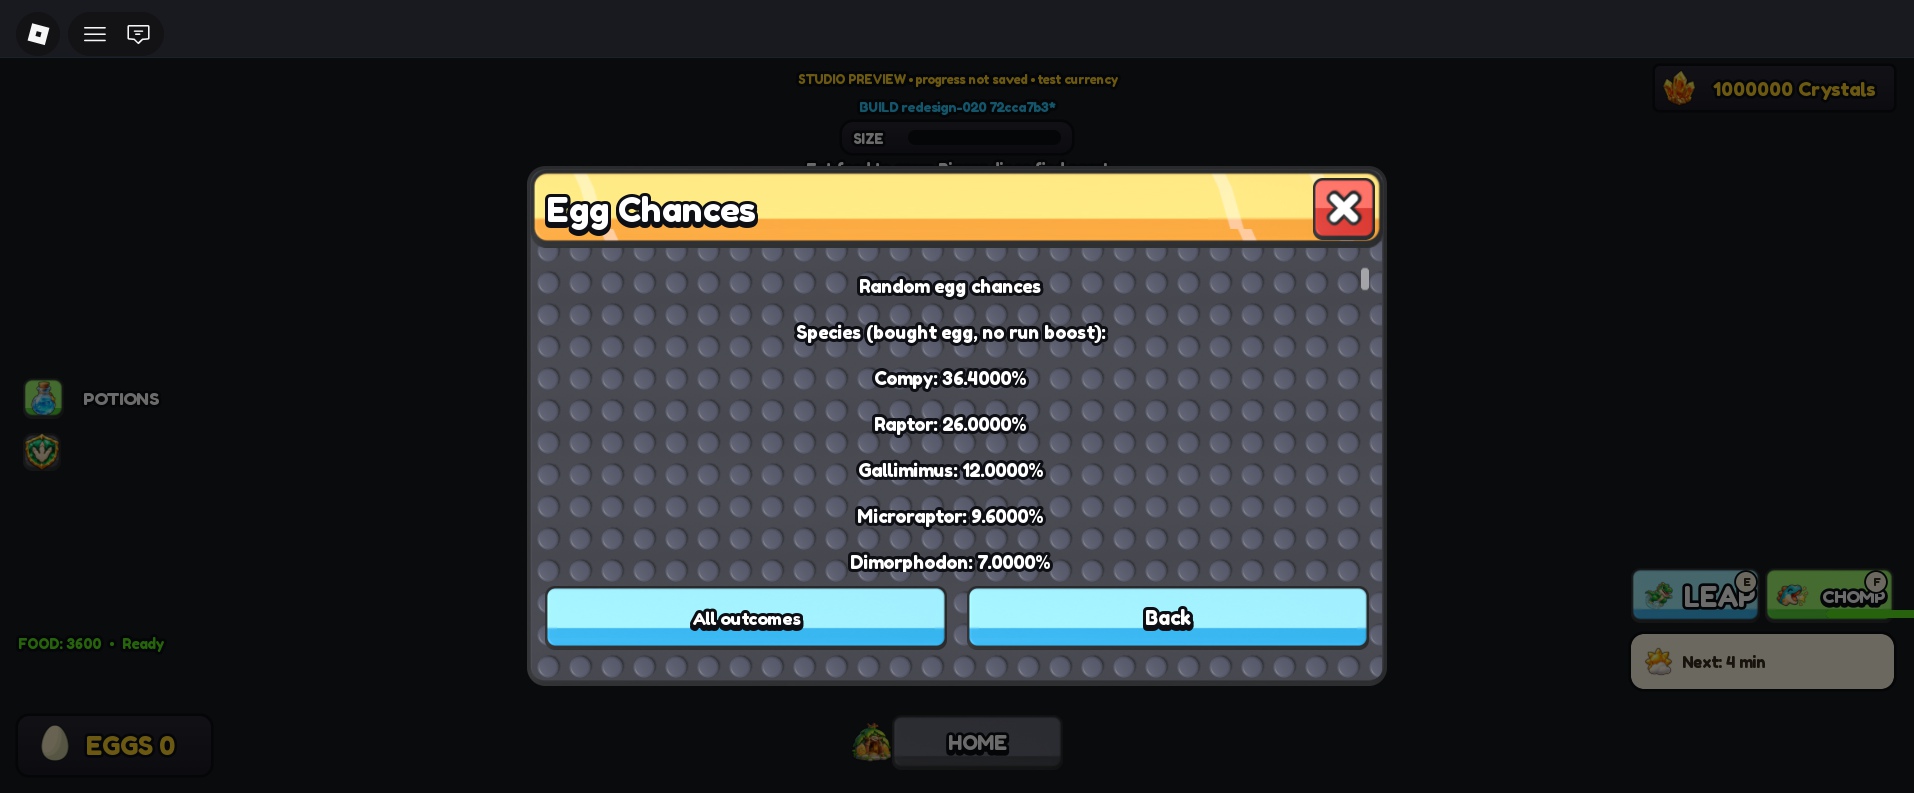 STUDIO PREVIEW • progress not saved • test currency
1000000 Crystals
BUILD redesign-020 72cca7b3*
SIZE
Egg Chances
Random egg chances
Species (bought egg, no run boost):
Compy: 36.4000%
POTIONS
Raptor: 26.0000%
Gallimimus: 12.0000%
Microraptor: 9.6000%
Dimorphodon: 7.0000%
E
LEAP
F
CHOMP
All outcomes
Back
FOOD: 3600 • Ready
Next: 4 min
EGGS 0
HOME